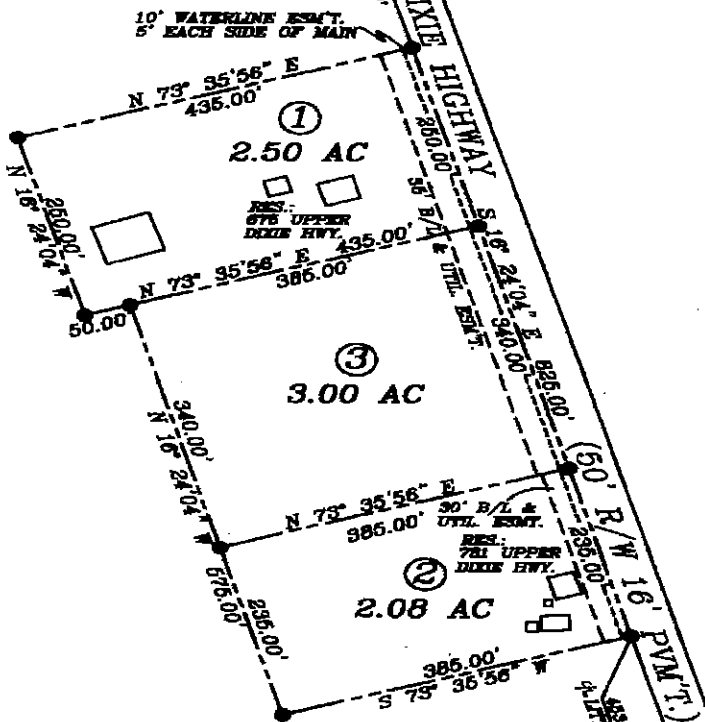 10' WATERLINE ESM'T.
5' EACH SIDE OF MAIN
DIXIE HIGHWAY
N 73° 35'56" E
435.00'
1
2.50 AC
250.00'
N 16° 24'04" W
250.00'
RES.:
676 UPPER
DIXIE HWY.
55' B/L & UTIL. ESM'T.
435.00'
N 73° 35'56" E
385.00'
50.00'
S 16° 24'04" E 825.00'
340.00'
3
3.00 AC
340.00'
N 16° 24'04" W 575.00'
N 73° 35'56" E
385.00'
30' B/L &
UTIL. ESMT.
(50' R/W 16' PVM'T.)
235.00'
RES.:
781 UPPER
DIXIE HWY.
2
2.08 AC
235.00'
385.00'
S 73° 35'56" W